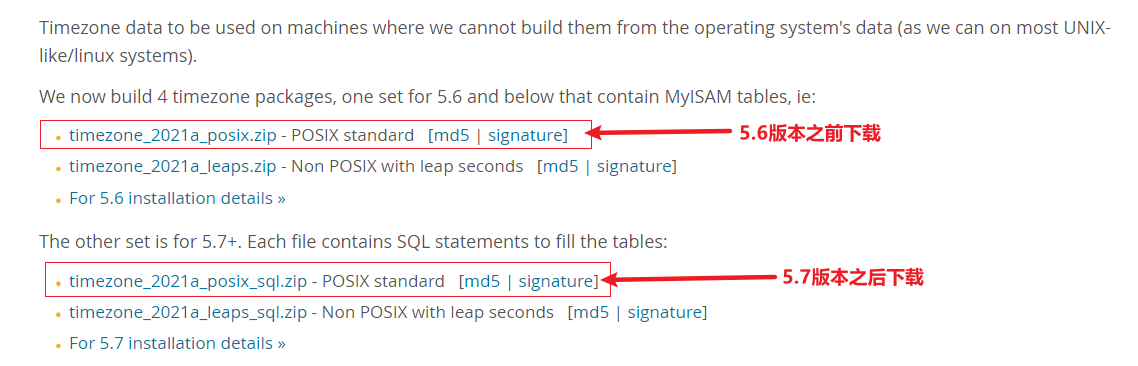 Timezone data to be used on machines where we cannot build them from the operating system's data (as we can on most UNIX-
like/linux systems).
We now build 4 timezone packages, one set for 5.6 and below that contain MyISAM tables, ie:
timezone_2021a_posix.zip - POSIX standard [md5 | signature] 5.6版本之前下载
timezone_2021a_leaps.zip - Non POSIX with leap seconds [md5 | signature]
For 5.6 installation details »
The other set is for 5.7+. Each file contains SQL statements to fill the tables:
timezone_2021a_posix_sql.zip - POSIX standard [md5 | signature] 5.7版本之后下载
timezone_2021a_leaps_sql.zip - Non POSIX with leap seconds [md5 | signature]
For 5.7 installation details »